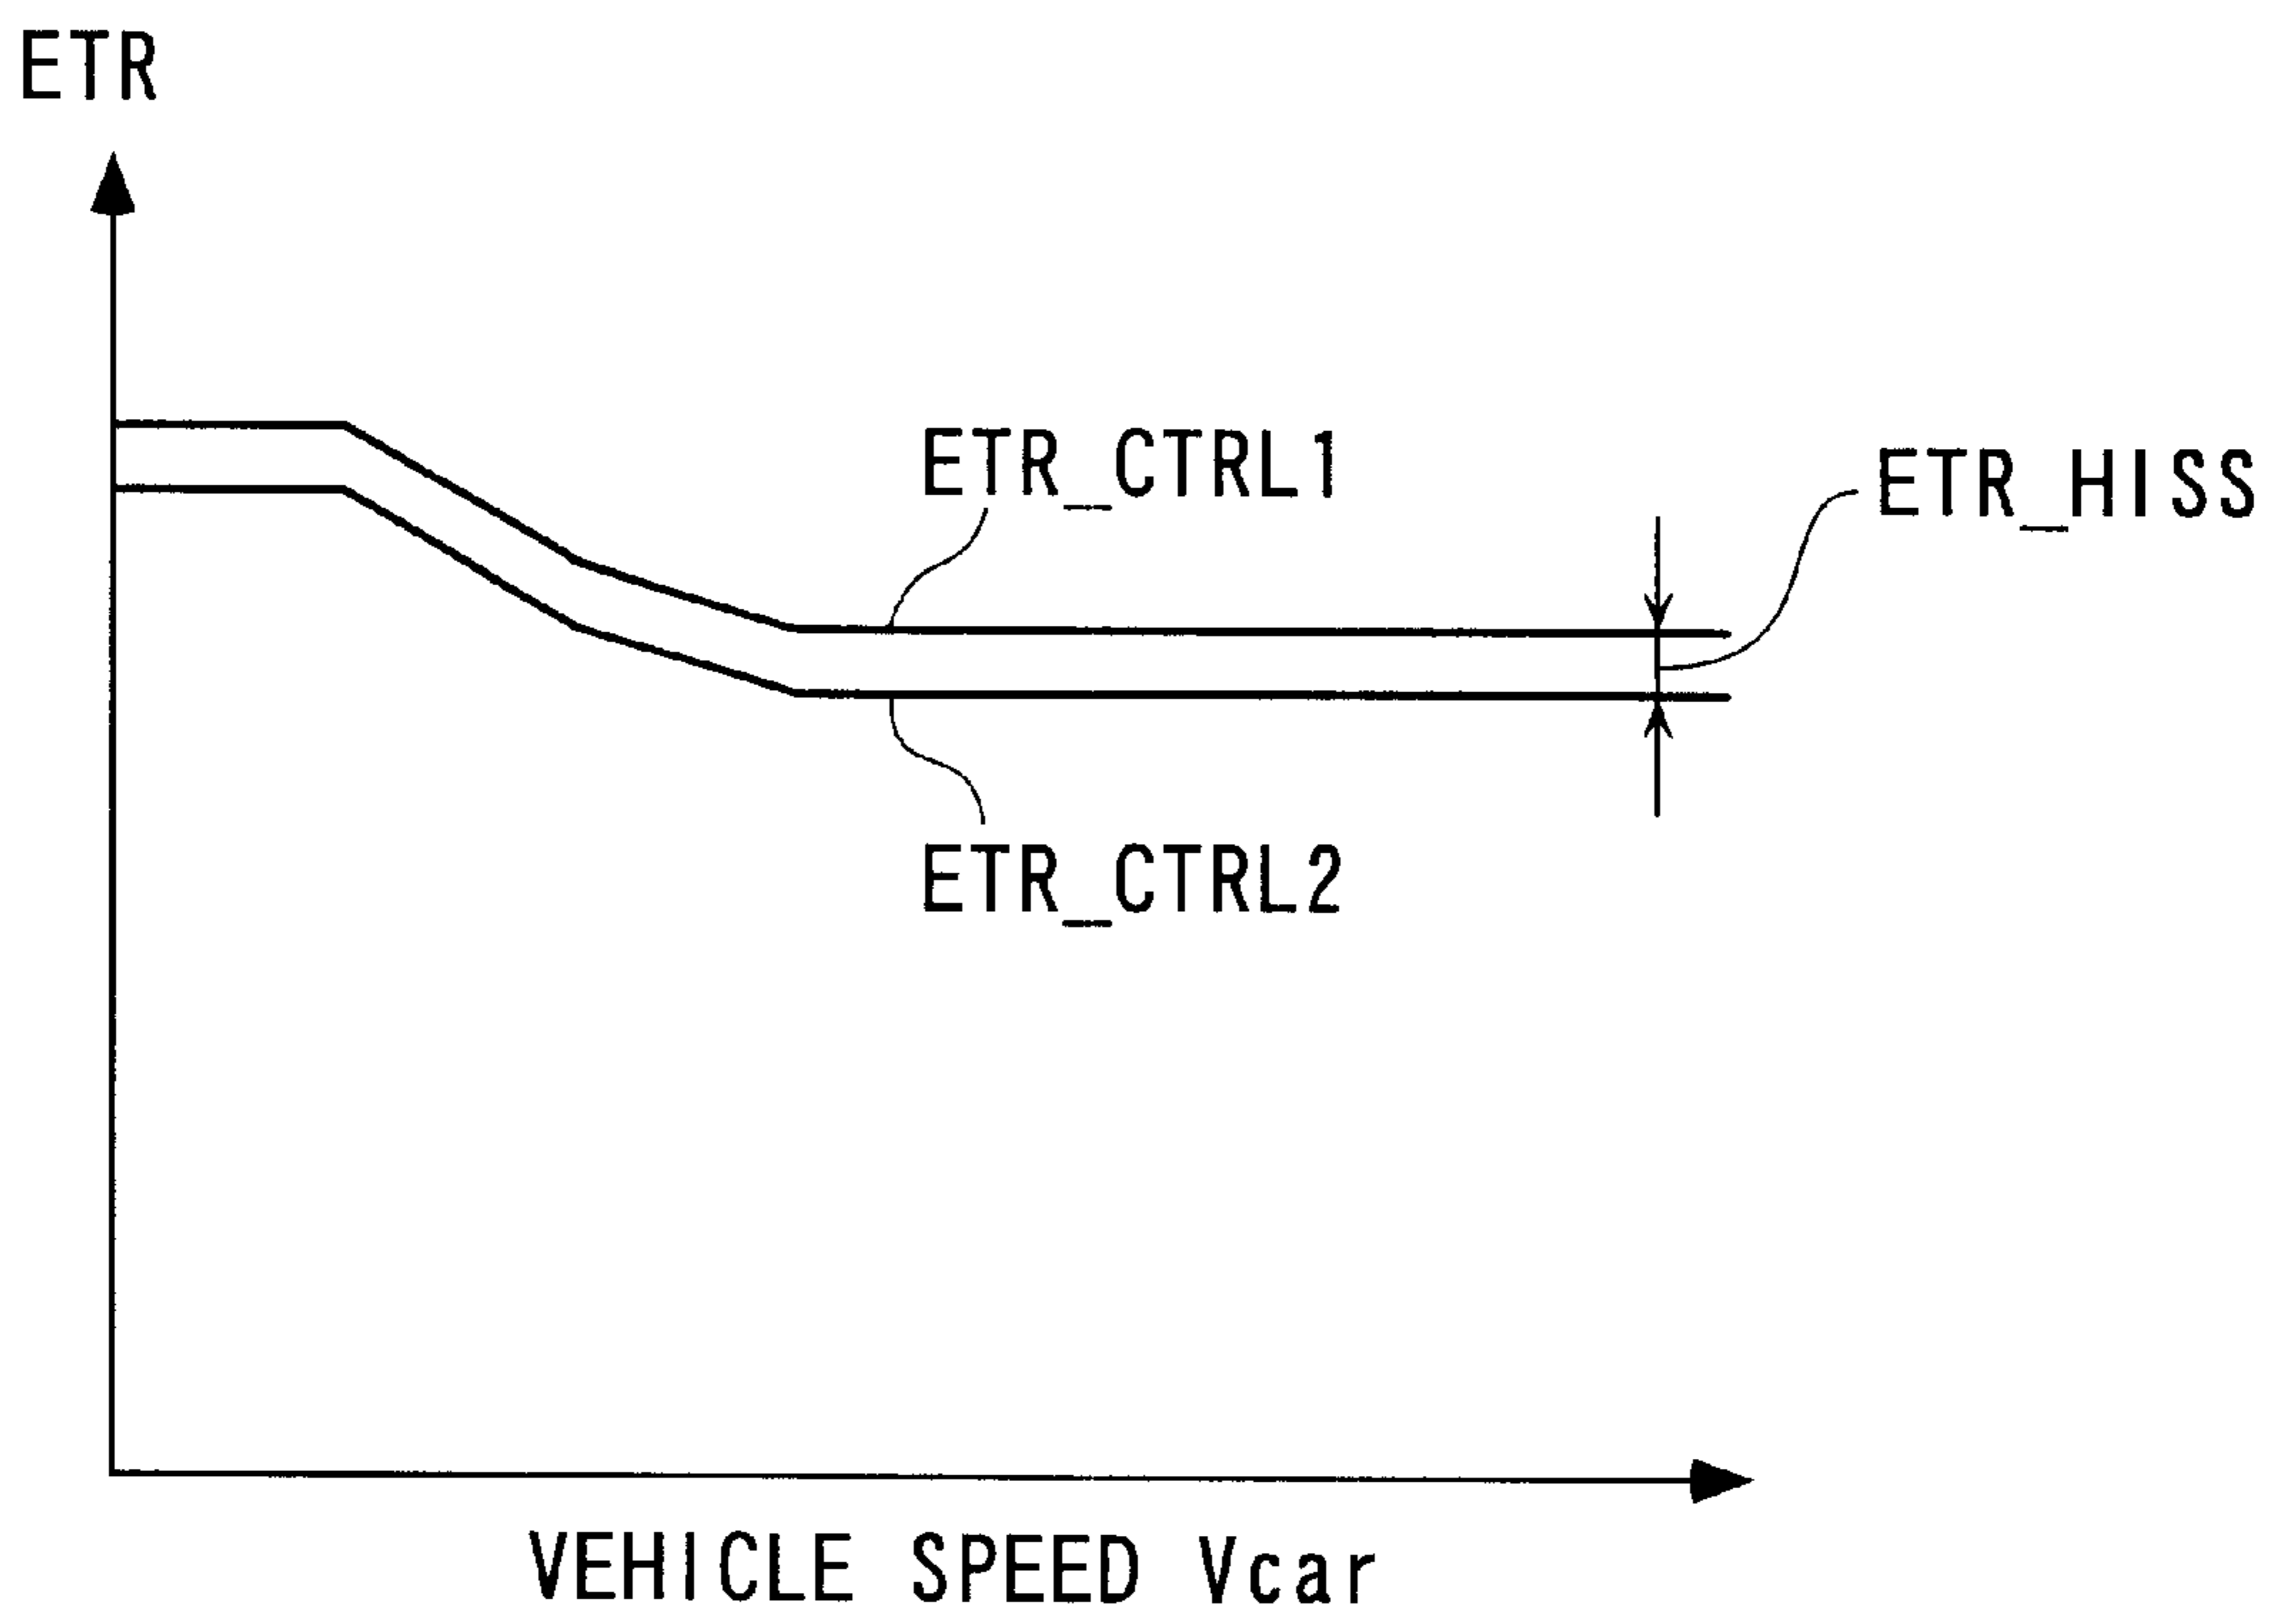 ETR
ETR_CTRL1
ETR_HISS
ETR_CTRL2
VEHICLE SPEED Vcar